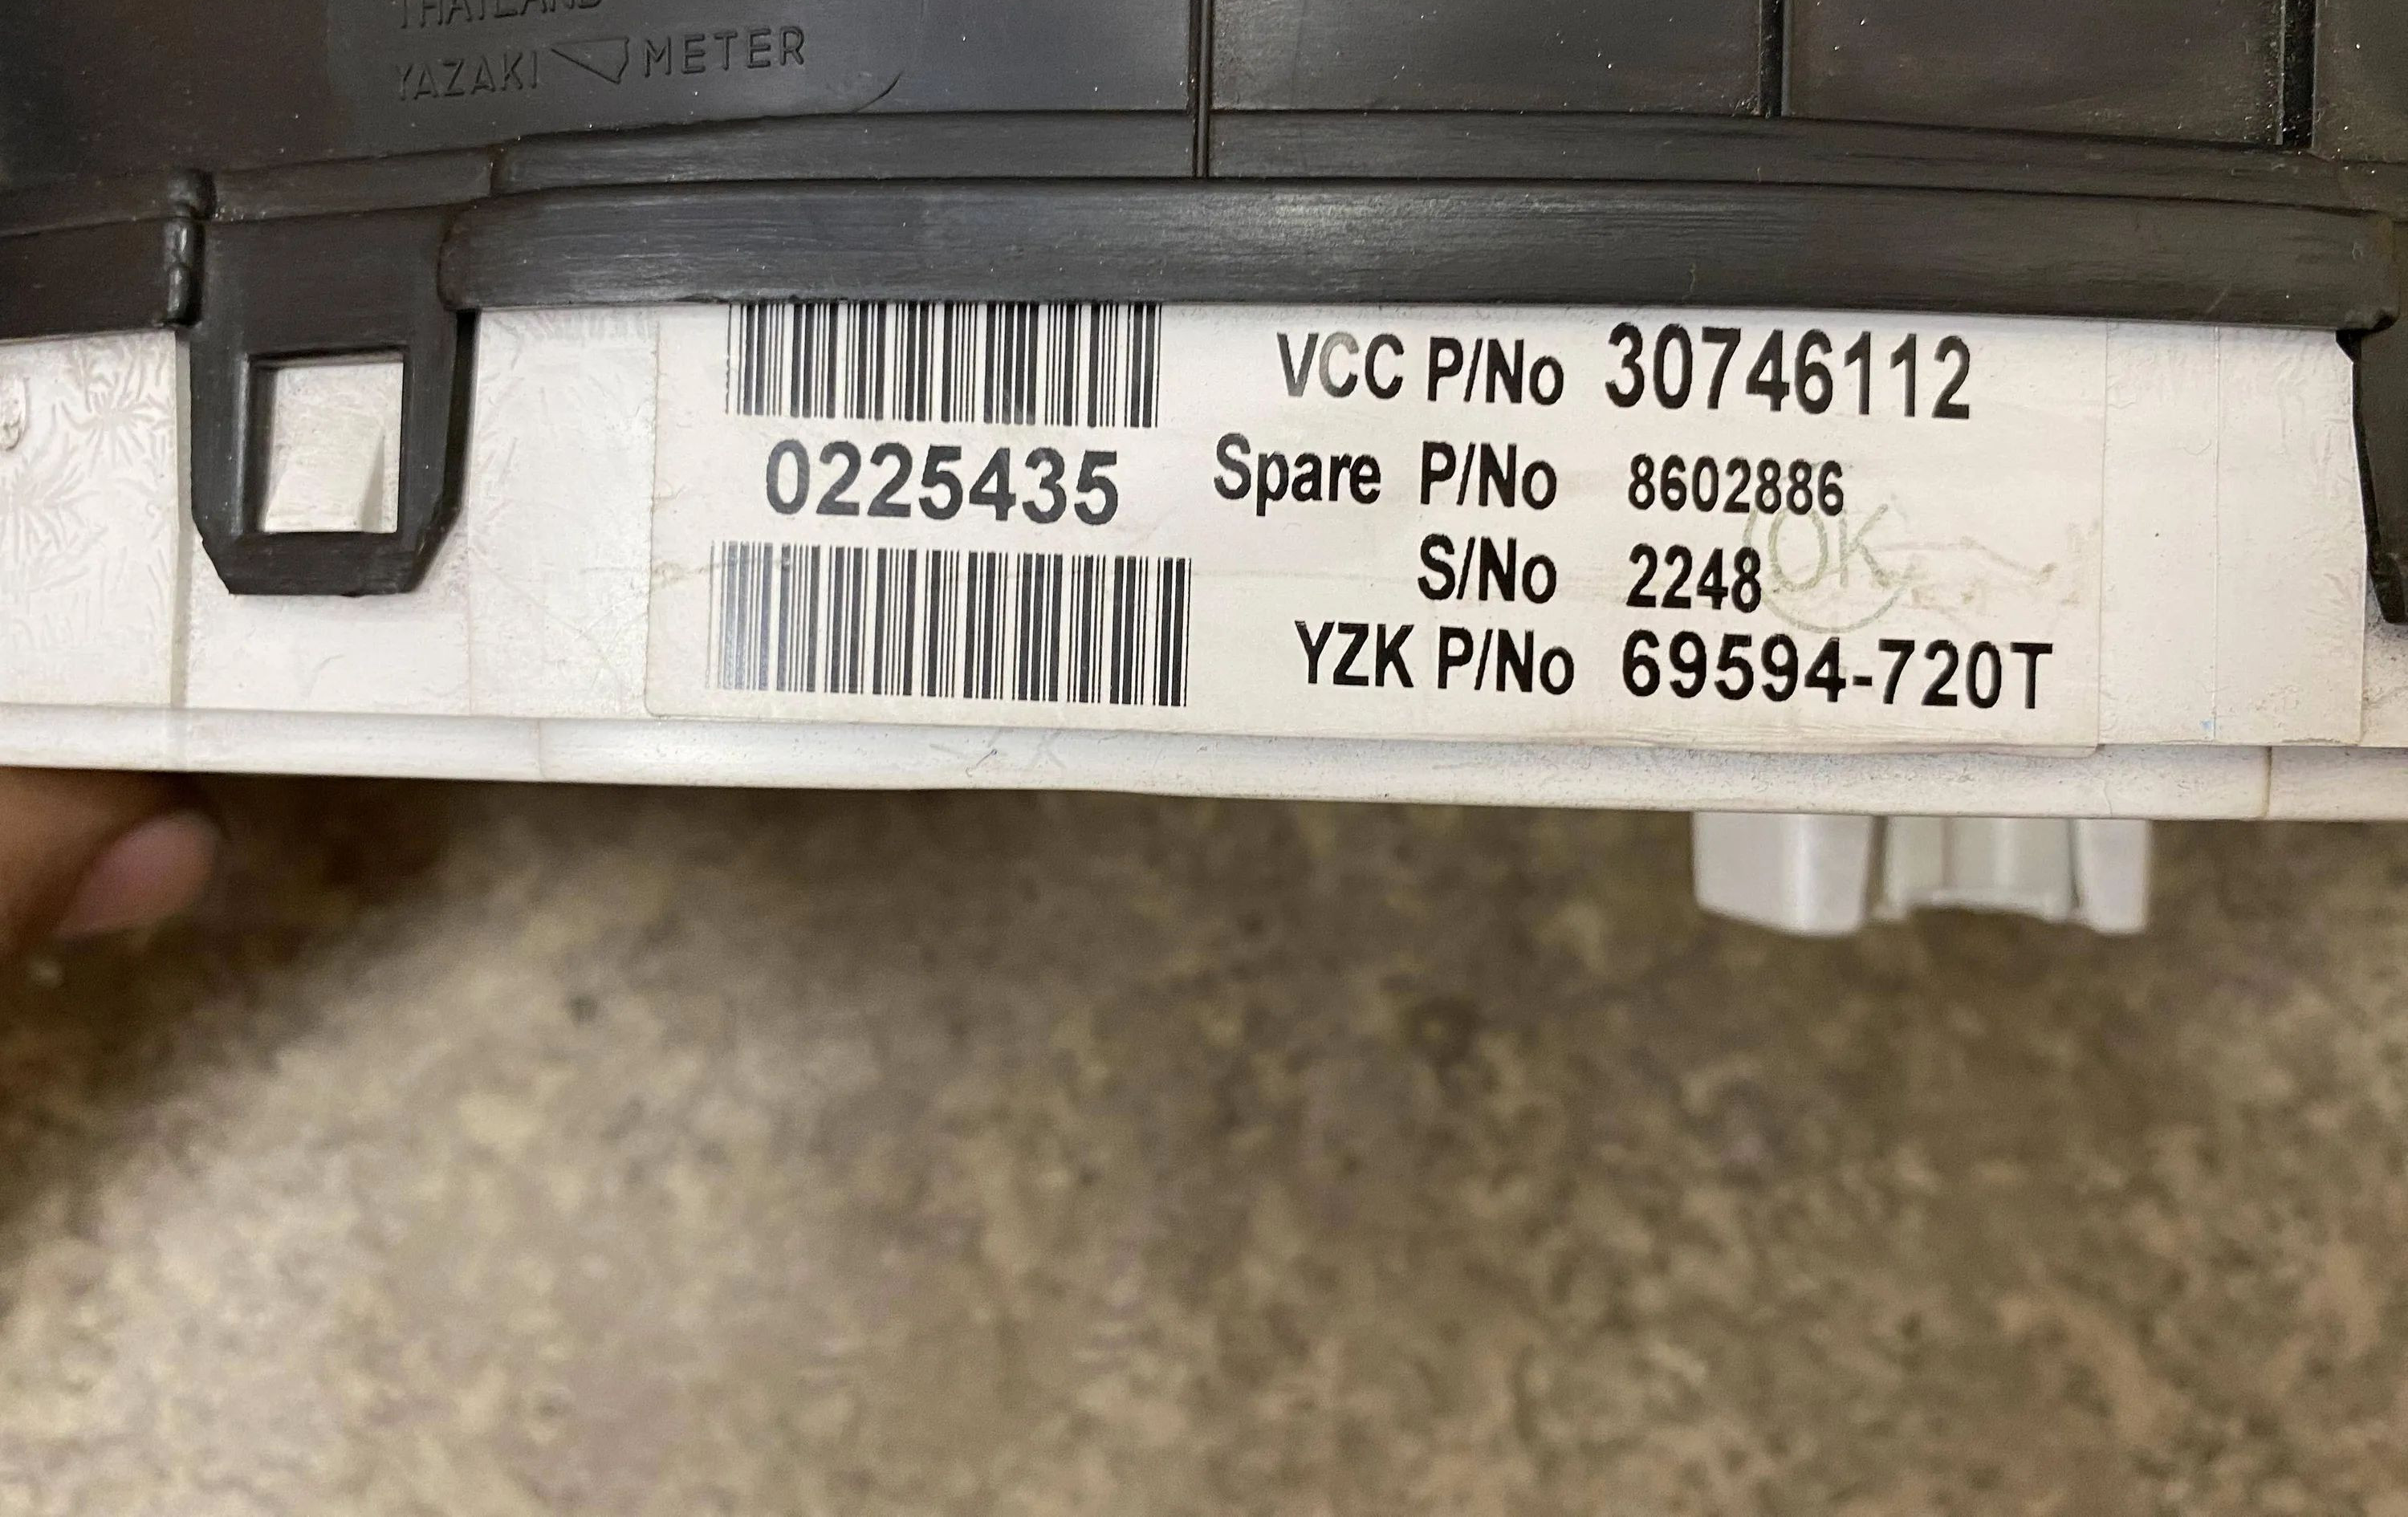 THAILAND
YAZAKI METER
0225435
VCC P/No 30746112
Spare P/No 8602886
S/No 2248
YZK P/No 69594-720T
OK